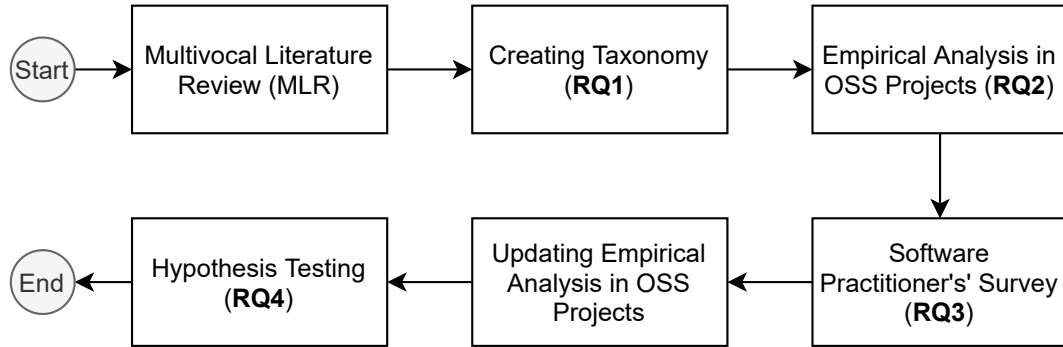 Start
Multivocal Literature
Review (MLR)
Creating Taxonomy
(RQ1)
Empirical Analysis in
OSS Projects (RQ2)
Software
Practitioner's' Survey
(RQ3)
Updating Empirical
Analysis in OSS
Projects
Hypothesis Testing
(RQ4)
End